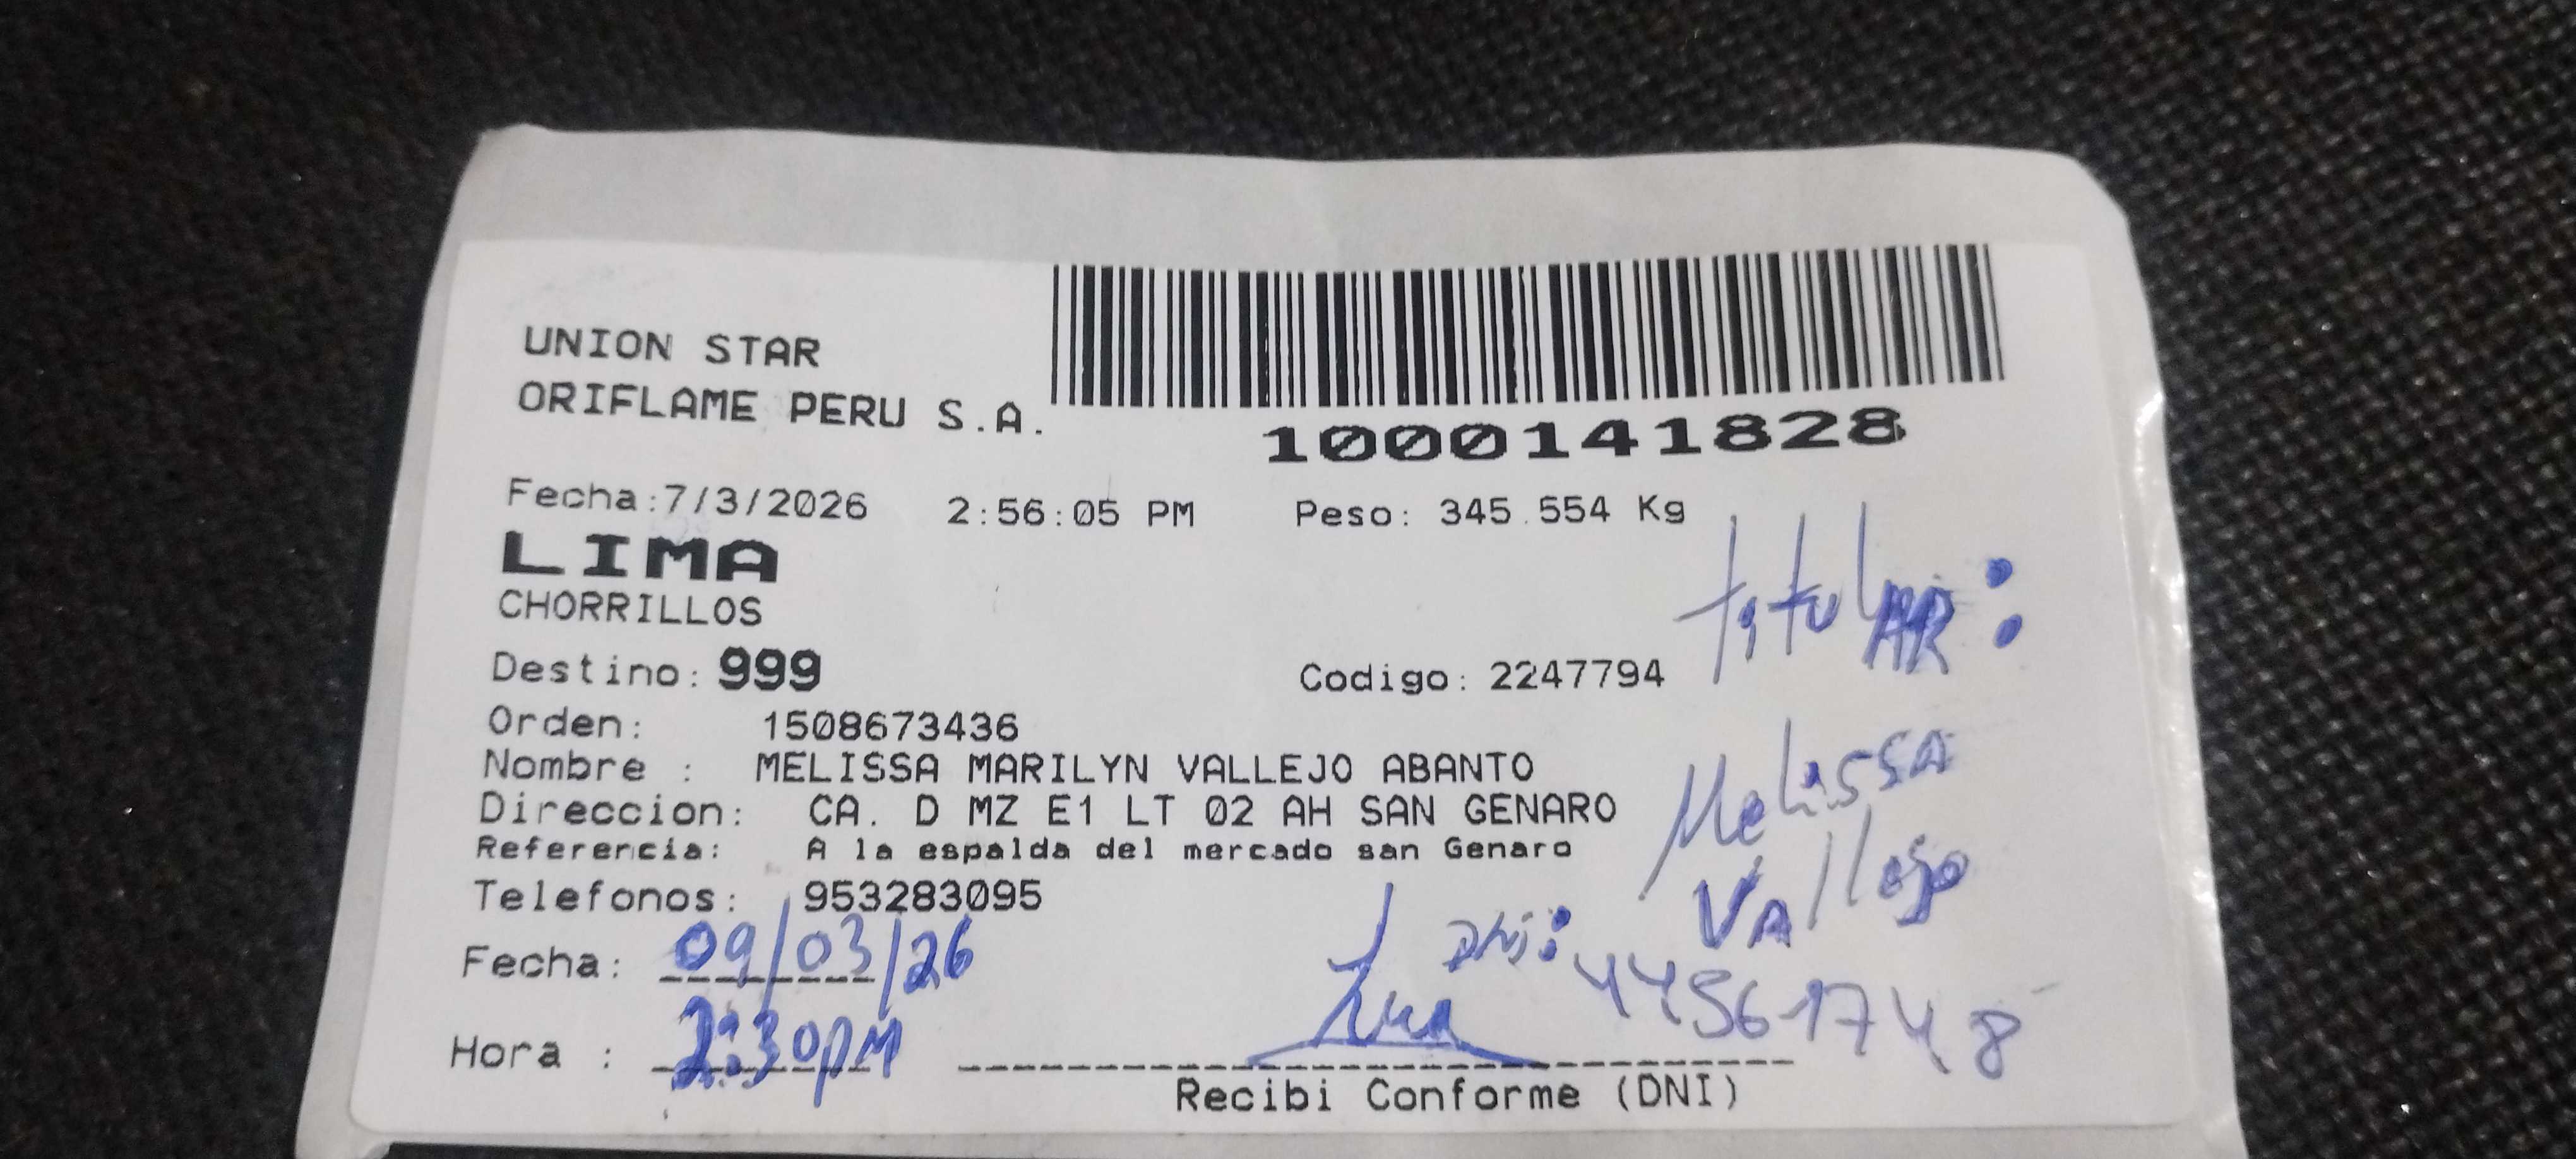 UNION STAR
ORIFLAME PERU S.A.
1000141828
Fecha:7/3/2026 2:56:05 PM Peso: 345.554 Kg
LIMA
CHORRILLOS
titulAR:
Destino: 999 Codigo: 2247794
Orden: 1508673436
Nombre : MELISSA MARILYN VALLEJO ABANTO
Direccion: CA. D MZ E1 LT 02 AH SAN GENARO
Referencia: A la espalda del mercado san Genaro
Telefonos: 953283095
Melissa
Vallejo
Fecha: 09/03/26
DNi: 44561748
Hora : 2:30pM
Recibi Conforme (DNI)